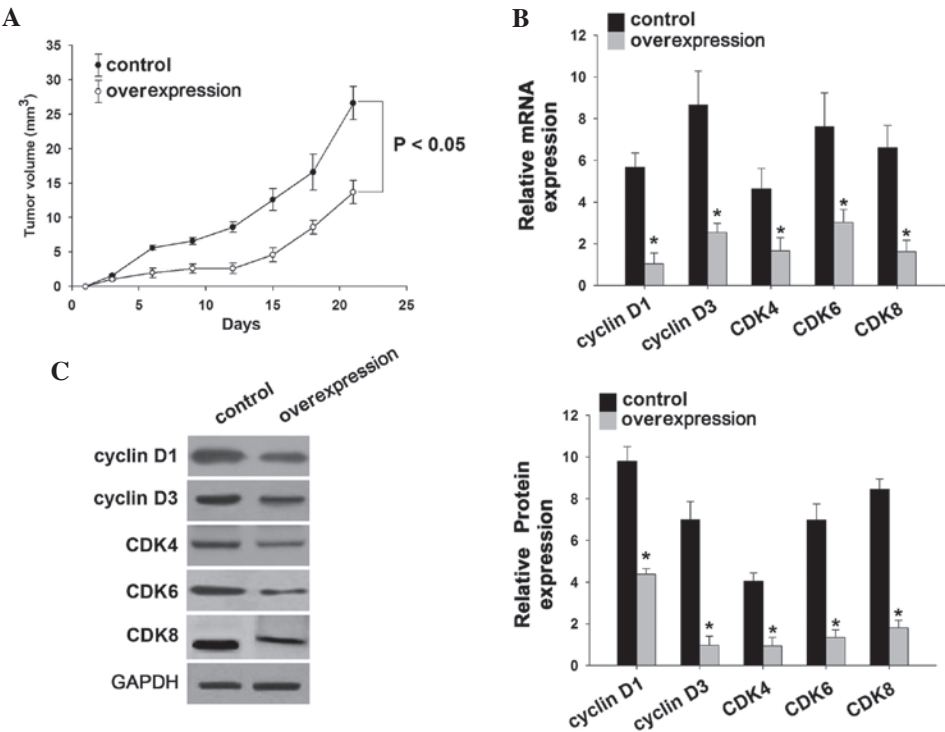 A
35
30
25
20
15
10
5
0
Tumor volume (mm3)
control
overexpression
P < 0.05
0
5
10
15
20
25
Days
B
control
overexpression
12
10
8
6
4
2
0
Relative mRNA
expression
*
*
*
*
*
cyclin D1
cyclin D3
CDK4
CDK6
CDK8
C
control
overexpression
cyclin D1
cyclin D3
CDK4
CDK6
CDK8
GAPDH
control
overexpression
12
10
8
6
4
2
0
Relative Protein
expression
*
*
*
*
*
cyclin D1
cyclin D3
CDK4
CDK6
CDK8